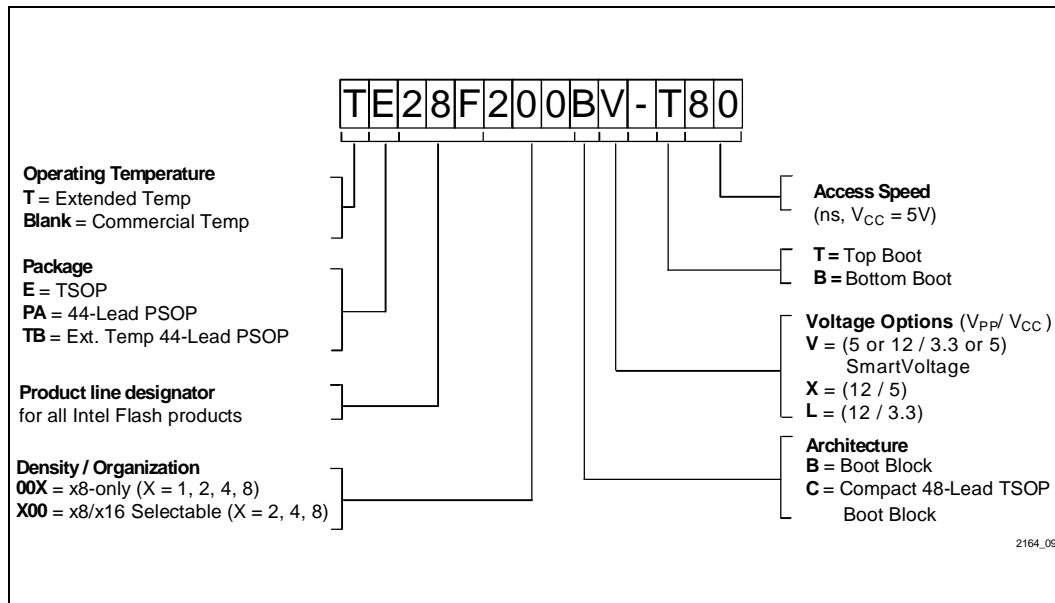 TE28F200BV-T80
Operating Temperature
T = Extended Temp
Blank = Commercial Temp
Package
E = TSOP
PA = 44-Lead PSOP
TB = Ext. Temp 44-Lead PSOP
Product line designator
for all Intel Flash products
Density / Organization
00X = x8-only (X = 1, 2, 4, 8)
X00 = x8/x16 Selectable (X = 2, 4, 8)
Access Speed
(ns, VCC = 5V)
T = Top Boot
B = Bottom Boot
Voltage Options (VPP/ VCC )
V = (5 or 12 / 3.3 or 5)
SmartVoltage
X = (12 / 5)
L = (12 / 3.3)
Architecture
B = Boot Block
C = Compact 48-Lead TSOP
Boot Block
2164_09